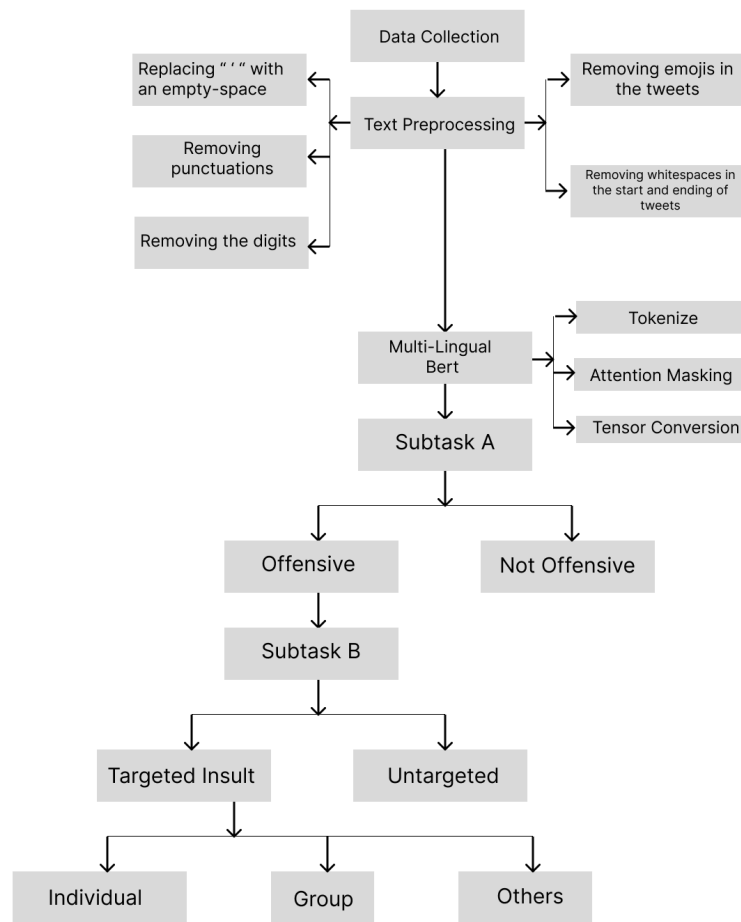 Data Collection
Replacing “ ‘ “ with
an empty-space
Removing emojis in
the tweets
Text Preprocessing
Removing
punctuations
Removing whitespaces in
the start and ending of
tweets
Removing the digits
Multi-Lingual
Bert
Tokenize
Attention Masking
Tensor Conversion
Subtask A
Offensive
Not Offensive
Subtask B
Targeted Insult
Untargeted
Individual
Group
Others